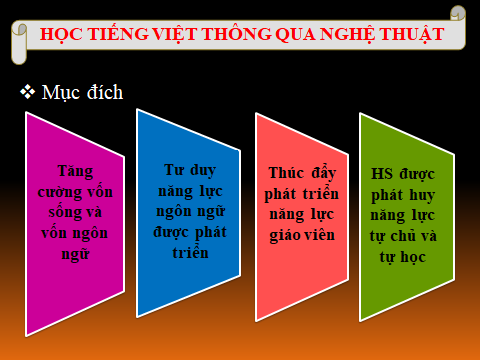 HỌC TIẾNG VIỆT THÔNG QUA NGHỆ THUẬT
❖ Mục đích
Tăng
cường vốn
sống và
vốn ngôn
ngữ
Tư duy
năng lực
ngôn ngữ
được phát
triển
Thúc đẩy
phát triển
năng lực
giáo viên
HS được
phát huy
năng lực
tự chủ và
tự học